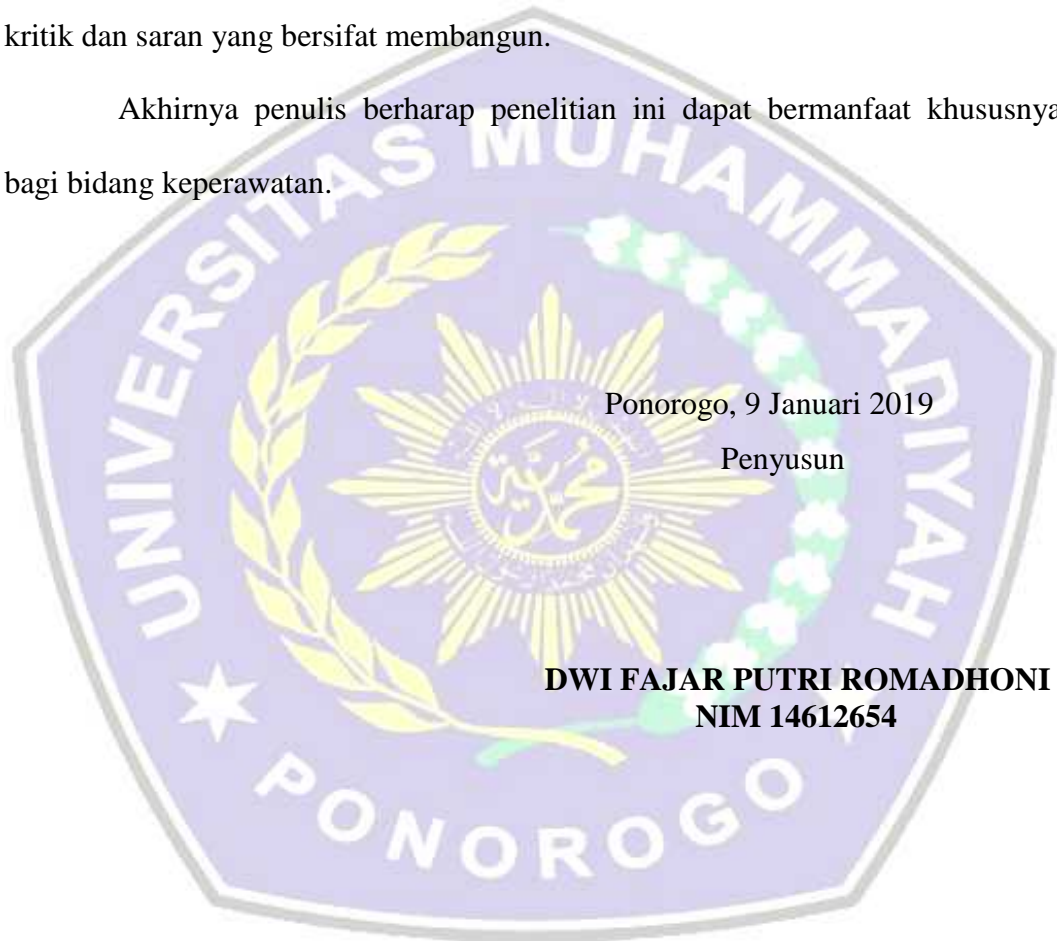 kritik dan saran yang bersifat membangun.
Akhirnya penulis berharap penelitian ini dapat bermanfaat khususnya
bagi bidang keperawatan.
UNIVERSITAS MUHAMMADIYAH
محمدية
Ponorogo, 9 Januari 2019
Penyusun
DWI FAJAR PUTRI ROMADHONI
NIM 14612654
PONOROGO